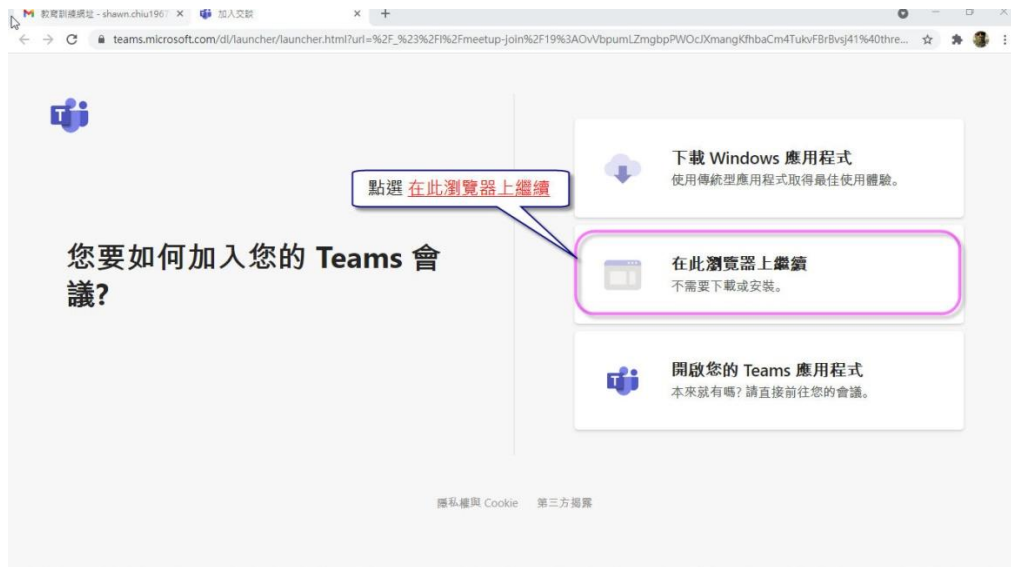 教育訓練網址 - shawn.chiu1967
加入交談
teams.microsoft.com/dl/launcher/launcher.html?url=%2F_%23%2Fl%2Fmeetup-join%2F19%3AOvVbpumLZmgbpPWOcJXmangKfhbaCm4TukvFBrBvsj41%40thre...
下載 Windows 應用程式
使用傳統型應用程式取得最佳使用體驗。
點選 在此瀏覽器上繼續
您要如何加入您的 Teams 會
議?
在此瀏覽器上繼續
不需要下載或安裝。
開啟您的 Teams 應用程式
本來就有嗎? 請直接前往您的會議。
隱私權與 Cookie 第三方揭露